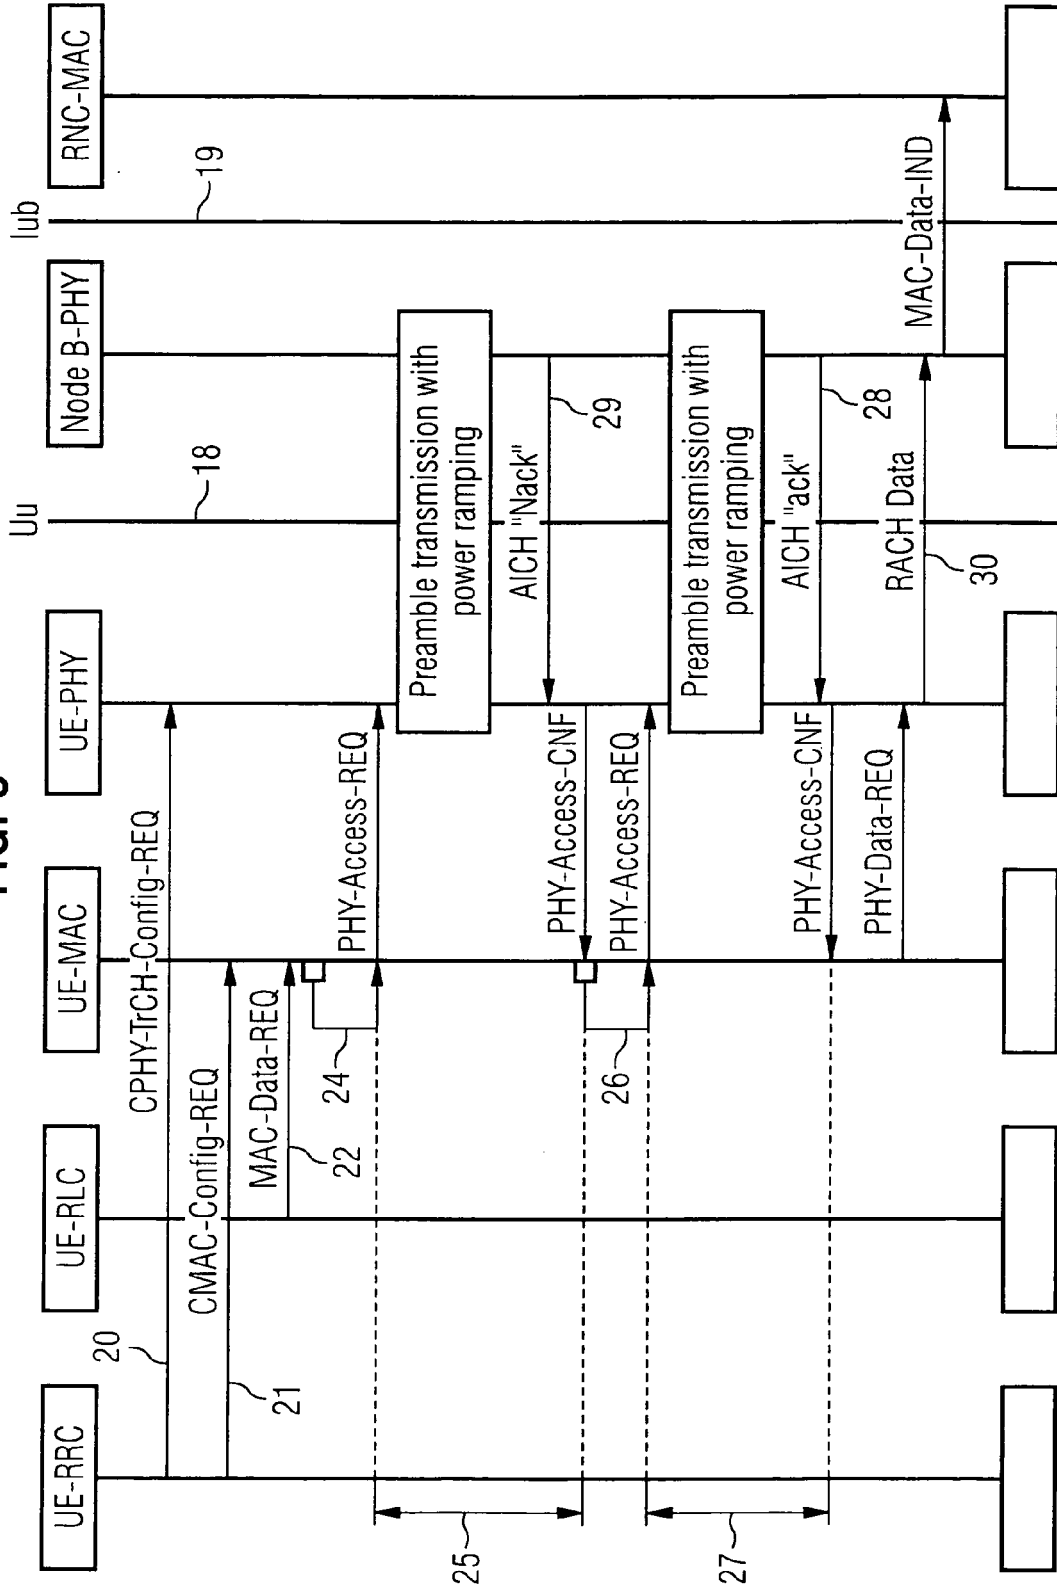 UE-RRC
UE-RLC
UE-MAC
UE-PHY
Uu
Node B-PHY
Iub
RNC-MAC
18
19
20
CPHY-TrCH-Config-REQ
CMAC-Config-REQ
21
MAC-Data-REQ
22
24
PHY-Access-REQ
Preamble transmission with
power ramping
25
AICH "Nack"
29
PHY-Access-CNF
26
PHY-Access-REQ
Preamble transmission with
power ramping
27
AICH "ack"
28
PHY-Access-CNF
PHY-Data-REQ
RACH Data
30
MAC-Data-IND